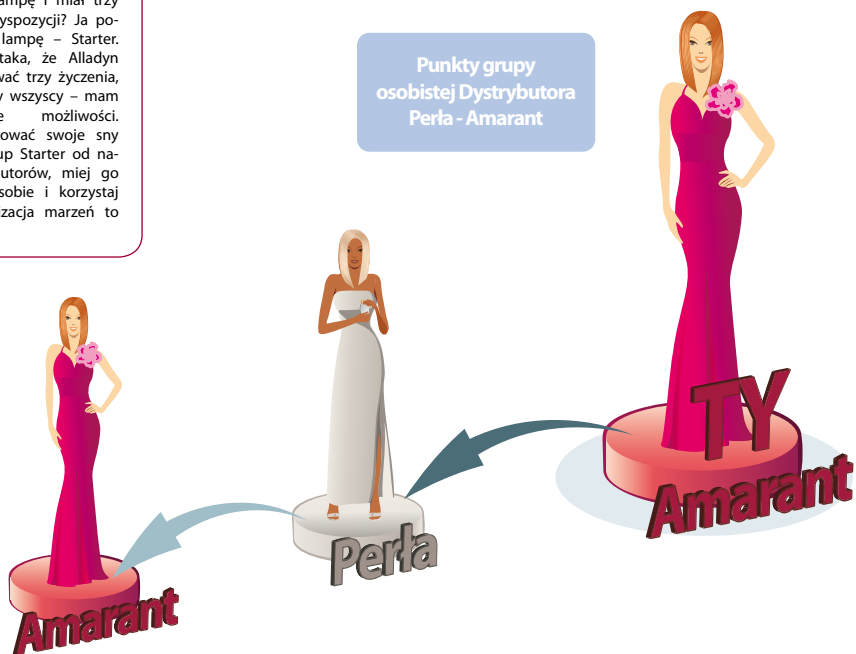 ampę i miał trzy
yspozycji? Ja po-
lampę – Starter.
taka, że Alladyn
wać trzy życzenia,
y wszyscy – mam
e możliwości.
ować swoje sny
up Starter od na-
utorów, miej go
sobie i korzystaj
izacja marzeń to
Punkty grupy
osobistej Dystrybutora
Perła - Amarant
TY
Amarant
Perła
Amarant